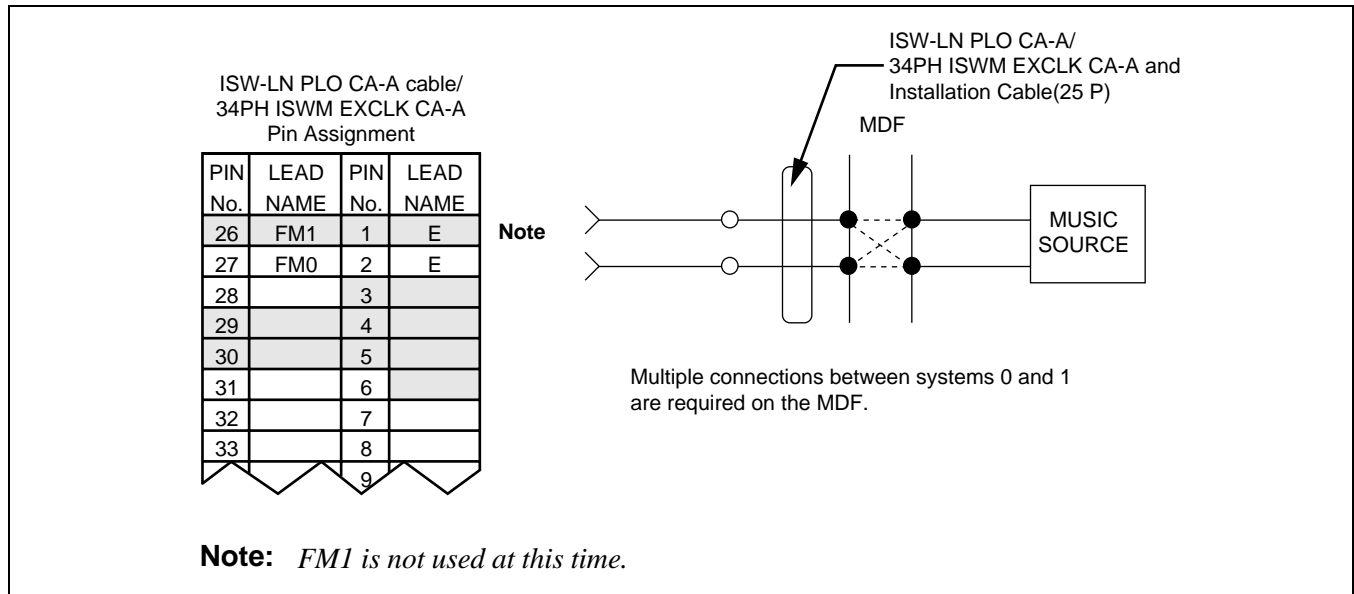 ISW-LN PLO CA-A cable/
34PH ISWM EXCLK CA-A
Pin Assignment
PIN No. LEAD NAME PIN No. LEAD NAME
26 FM1 1 E
27 FM0 2 E
28 3
29 4
30 5
31 6
32 7
33 8
9
Note
ISW-LN PLO CA-A/
34PH ISWM EXCLK CA-A and
Installation Cable(25 P)
MDF
MUSIC
SOURCE
Multiple connections between systems 0 and 1
are required on the MDF.
Note: FM1 is not used at this time.